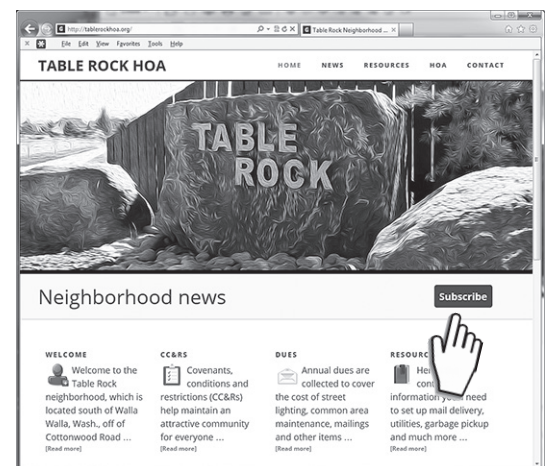 http://tablerockhoa.org/
Table Rock Neighborhood ...
File Edit View Favorites Tools Help
TABLE ROCK HOA
HOME NEWS RESOURCES HOA CONTACT
TABLE
ROCK
Neighborhood news
Subscribe
WELCOME
Welcome to the
Table Rock
neighborhood, which is
located south of Walla
Walla, Wash., off of
Cottonwood Road ...
[Read more]
CC&RS
Covenants,
conditions and
restrictions (CC&Rs)
help maintain an
attractive community
for everyone ...
[Read more]
DUES
Annual dues are
collected to cover
the cost of street
lighting, common area
maintenance, mailings
and other items ...
[Read more]
information need
to set up mail delivery,
utilities, garbage pickup
and much more ...
[Read more]